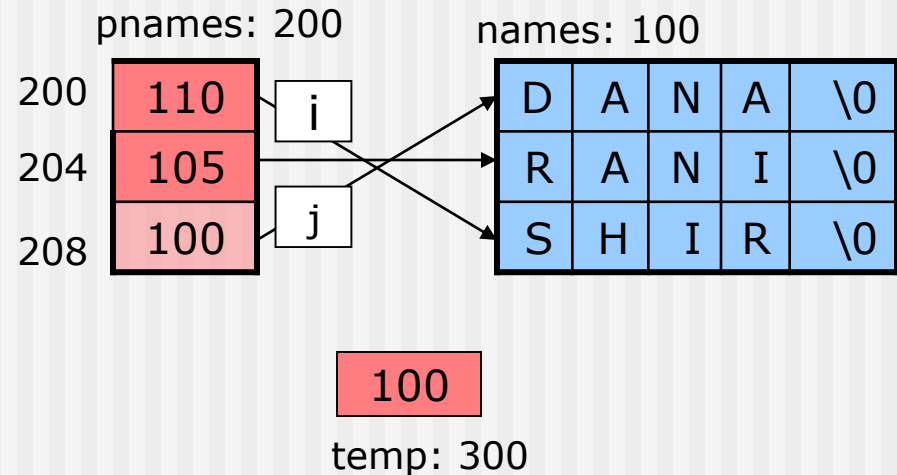 pnames: 200
names: 100
200 110 i D A N A \0
204 105 R A N I \0
208 100 j S H I R \0
100
temp: 300